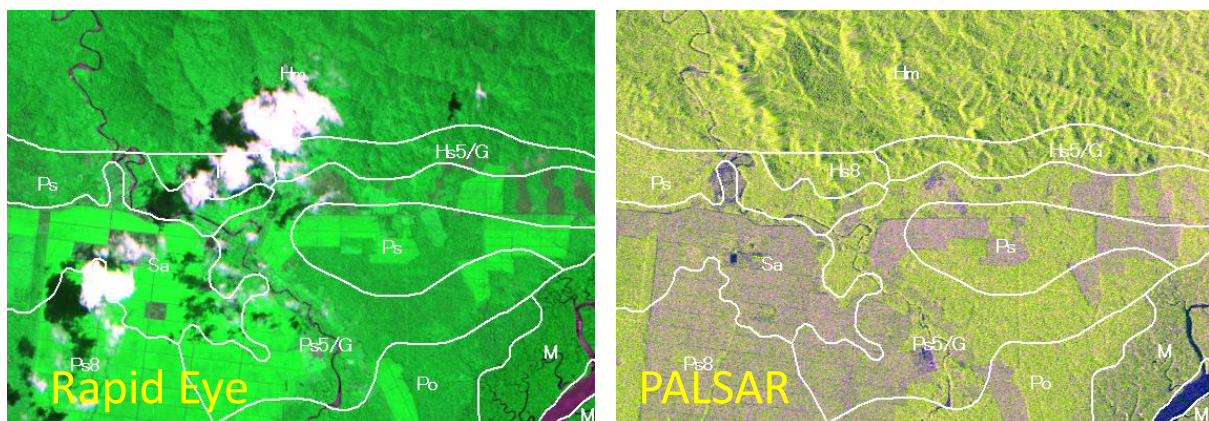 Hm
Hs5/G
Ps
Ps
Sa
Ps5/G
Ps8
Po
M
M
Rapid Eye
Hm
Hs5/G
Ps
Hs8
Ps
Sa
Ps5/G
Ps8
Po
M
M
PALSAR